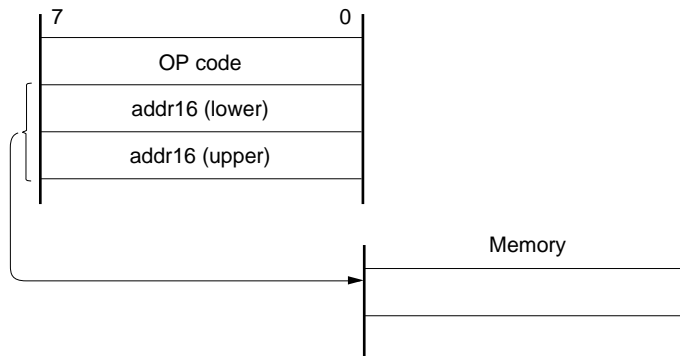 7 0
OP code
addr16 (lower)
addr16 (upper)
Memory